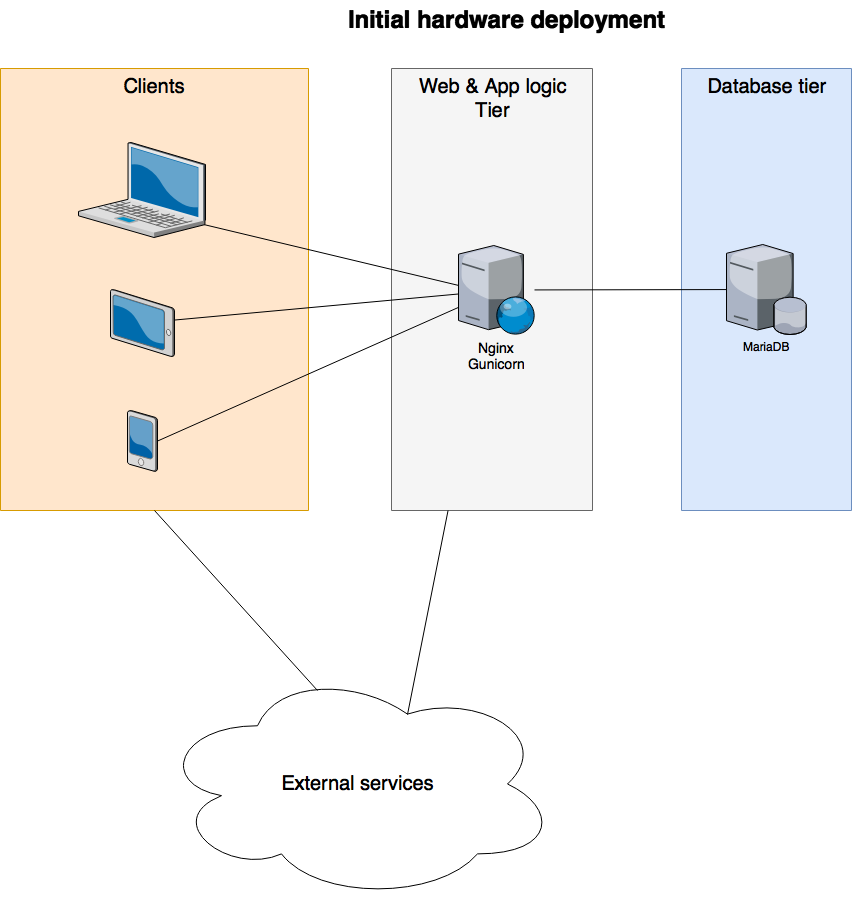 Initial hardware deployment
Clients
Web & App logic
Tier
Database tier
Nginx
Gunicorn
MariaDB
External services